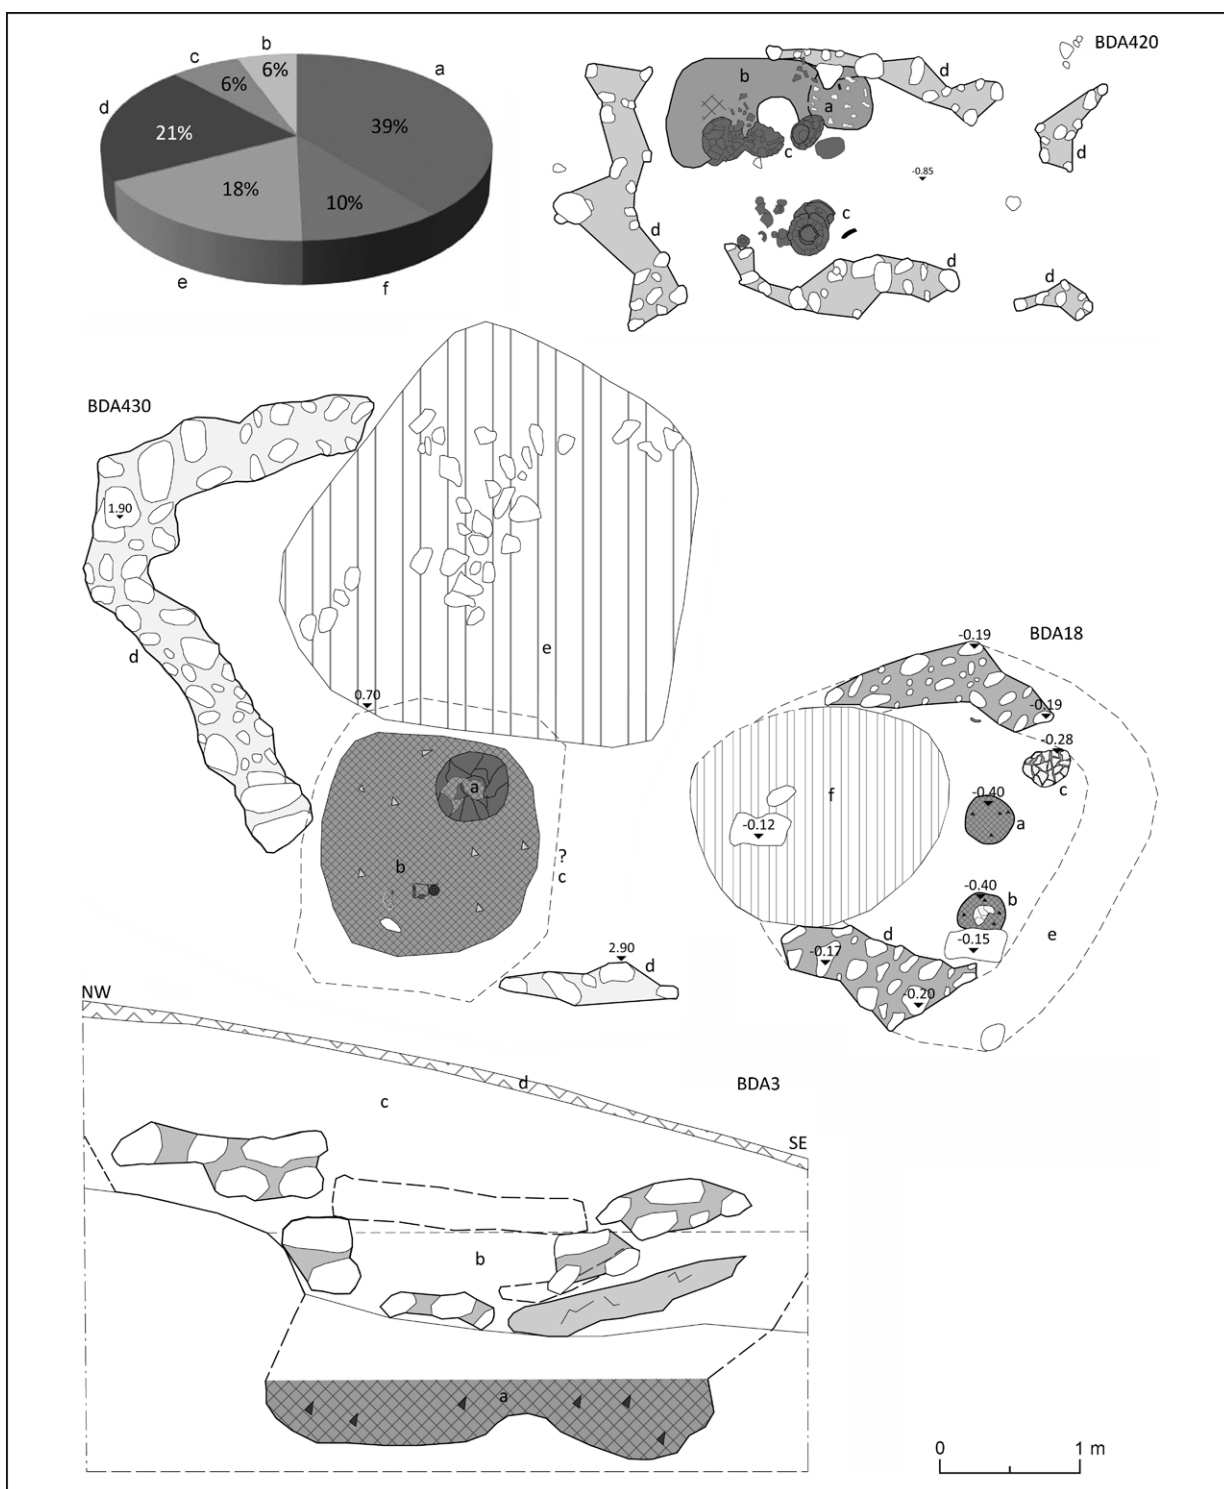 b
c
a
6%
6%
d
39%
21%
18%
10%
e
f
BDA420
d
b
a
d
c
d
-0.85
c
d
d
d
BDA430
1.90
d
e
0.70
a
b
?
c
2.90
d
BDA18
-0.19
-0.19
-0.28
c
f
-0.40
a
-0.12
-0.40
b
-0.15
d
e
-0.17
-0.20
NW
d
BDA3
c
SE
b
a
0
1 m